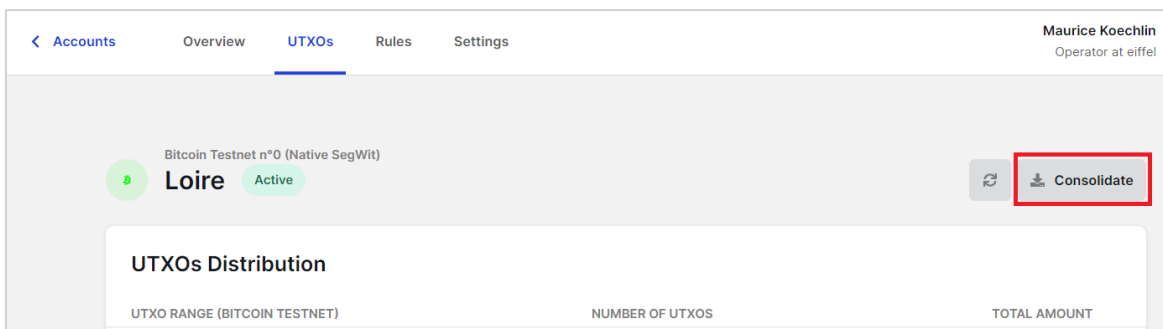 Accounts Overview UTXOs Rules Settings
Maurice Koechlin
Operator at eiffel
Bitcoin Testnet n°0 (Native SegWit)
Loire Active
Consolidate
UTXOs Distribution
UTXO RANGE (BITCOIN TESTNET) NUMBER OF UTXOS TOTAL AMOUNT